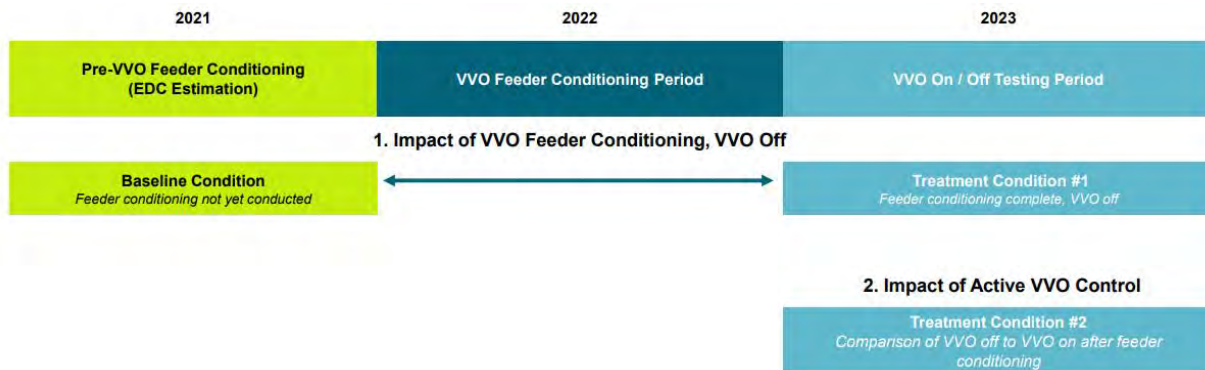 2021
2022
2023
Pre-VVO Feeder Conditioning
(EDC Estimation)
VVO Feeder Conditioning Period
VVO On / Off Testing Period
1. Impact of VVO Feeder Conditioning, VVO Off
Baseline Condition
Feeder conditioning not yet conducted
Treatment Condition #1
Feeder conditioning complete, VVO off
2. Impact of Active VVO Control
Treatment Condition #2
Comparison of VVO off to VVO on after feeder
conditioning